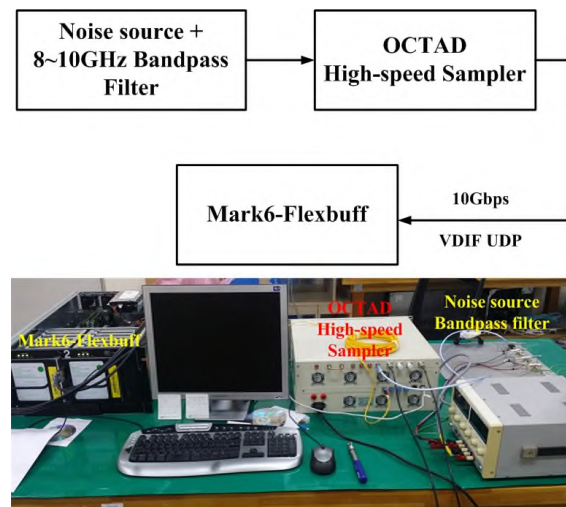 Noise source +
8~10GHz Bandpass
Filter
OCTAD
High-speed Sampler
Mark6-Flexbuff
10Gbps
VDIF UDP
Mark6-Flexbuff
2
OCTAD
High-speed
Sampler
Noise source
Bandpass filter